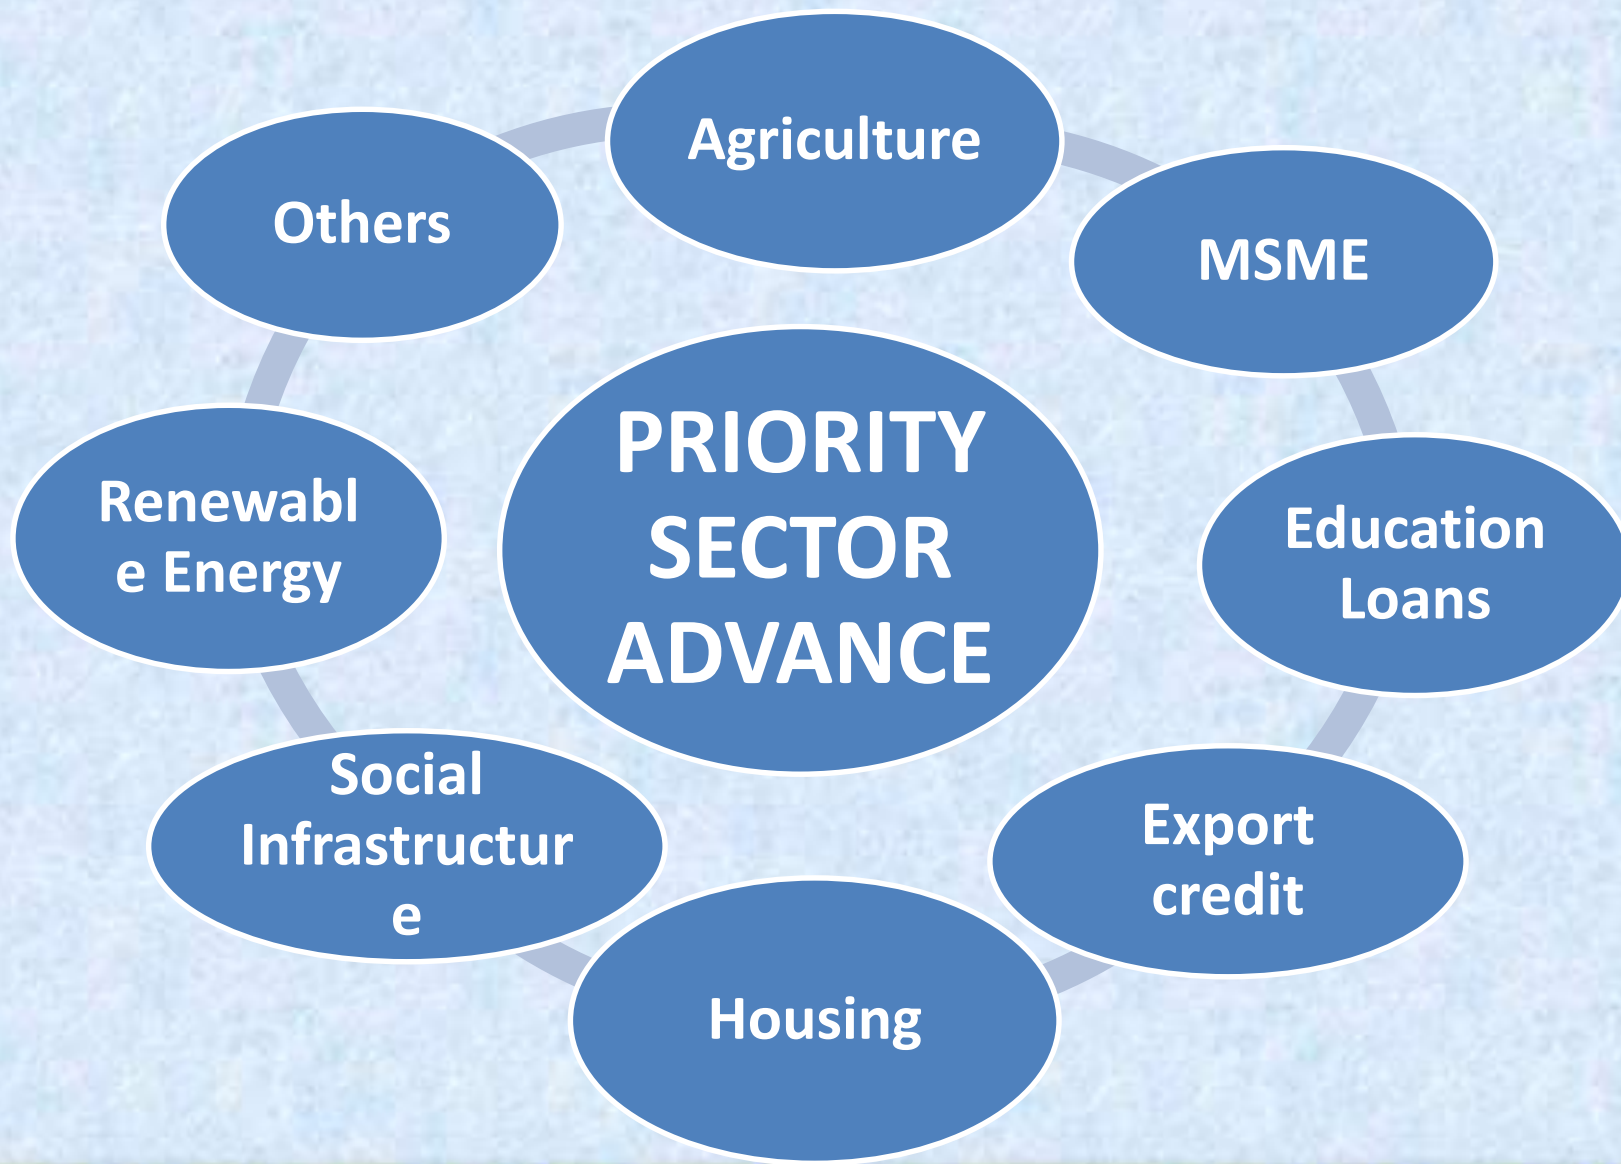 Agriculture
MSME
Education
Loans
Export
credit
Housing
Social
Infrastructur
e
Renewabl
e Energy
Others
PRIORITY
SECTOR
ADVANCE